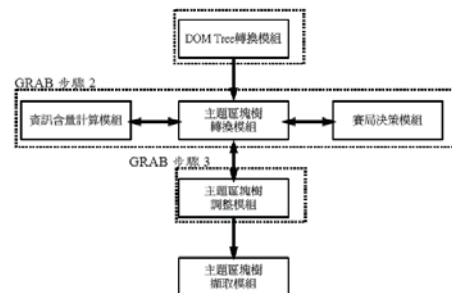 DOM Tree轉換模組
GRAB 步驟 2
資訊含量計算模組
主題區塊樹
轉換模組
賽局決策模組
GRAB 步驟 3
主題區塊樹
調整模組
主題區塊樹
擷取模組